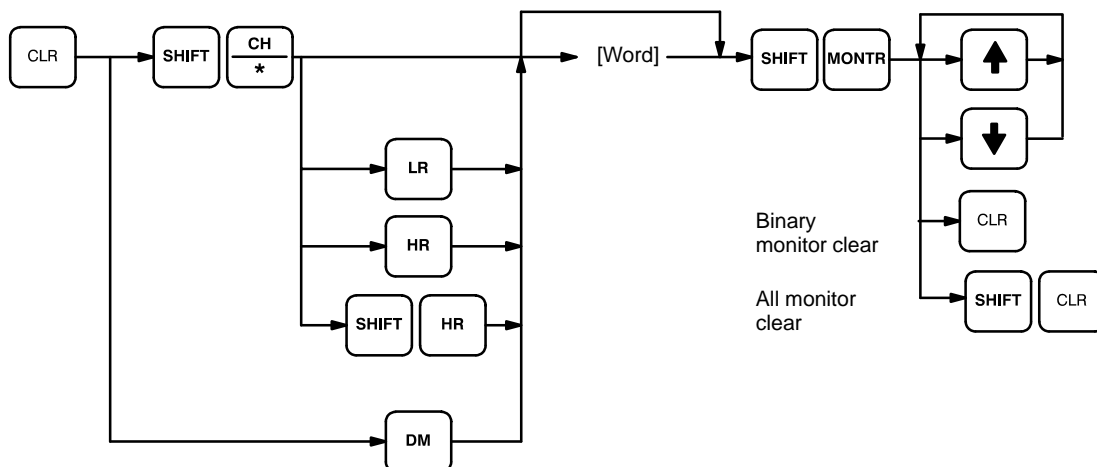 CLR
SHIFT
CH
*
[Word]
SHIFT
MONTR
LR
HR
Binary
monitor clear
CLR
All monitor
clear
SHIFT
CLR
SHIFT
HR
DM